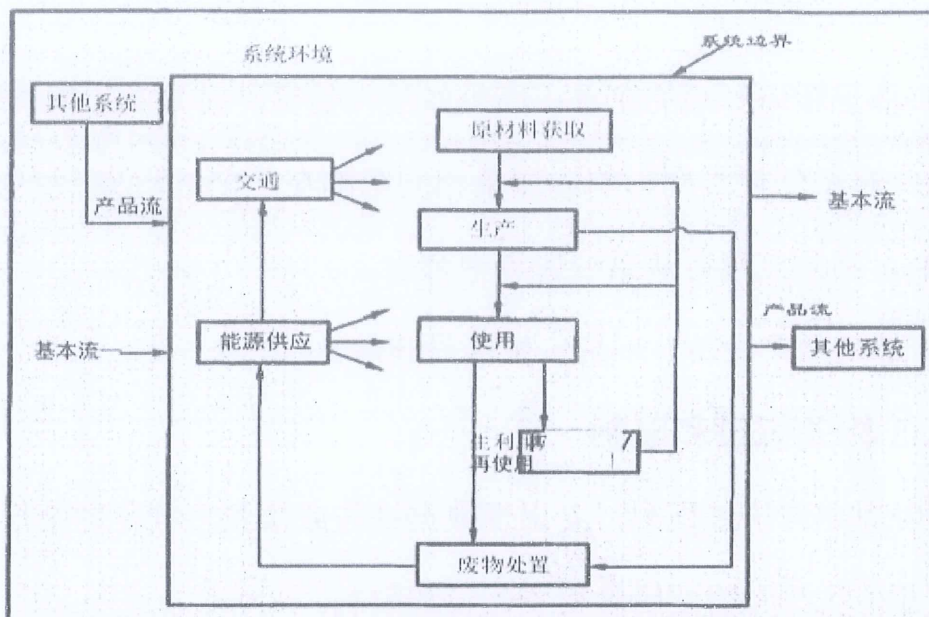 系统环境
系统边界
其他系统
原材料获取
交通
产品流
基本流
生产
产品流
能源供应
使用
基本流
其他系统
生利
再使用
废物处置